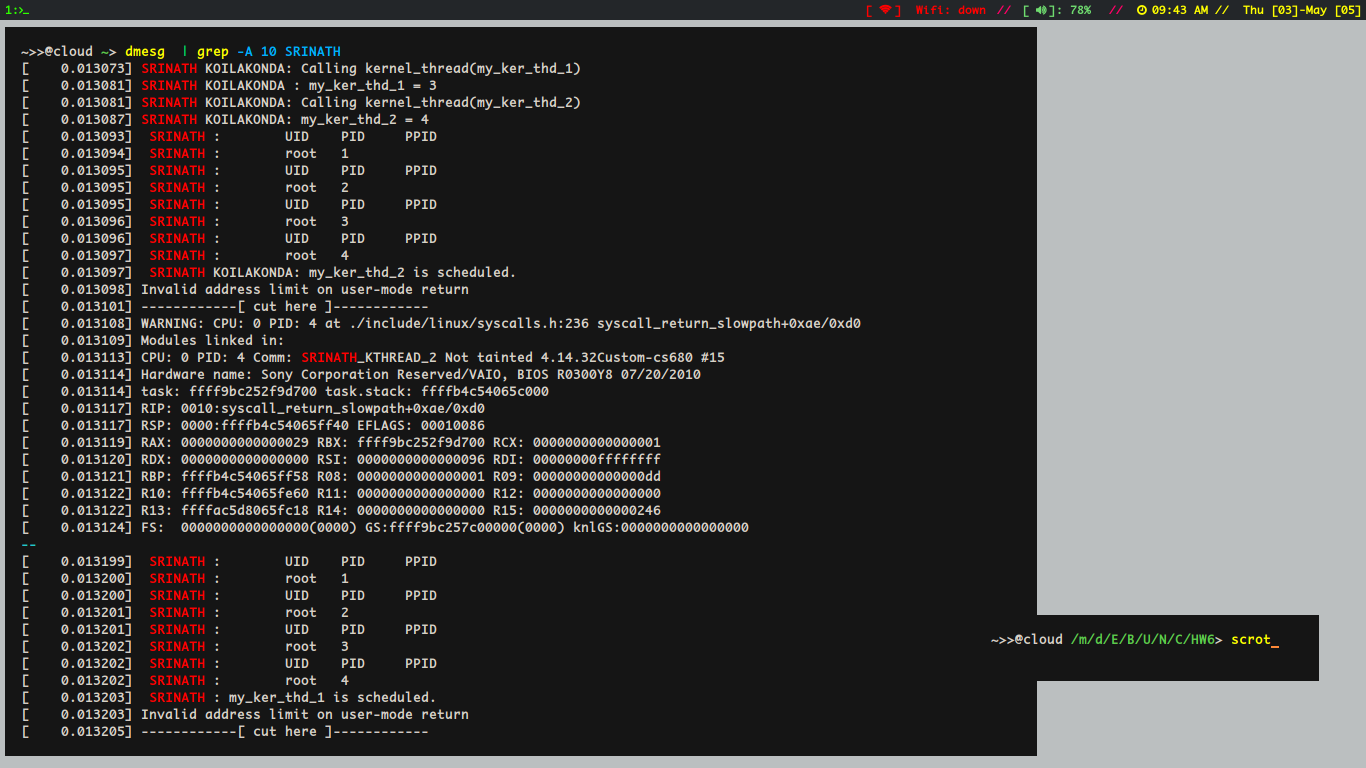 1:>_ [ ] Wifi: down // [ ]: 78% // 09:43 AM // Thu [03]-May [05]
~>>@cloud ~> dmesg | grep -A 10 SRINATH
[    0.013073] SRINATH KOILAKONDA: Calling kernel_thread(my_ker_thd_1)
[    0.013081] SRINATH KOILAKONDA : my_ker_thd_1 = 3
[    0.013081] SRINATH KOILAKONDA: Calling kernel_thread(my_ker_thd_2)
[    0.013087] SRINATH KOILAKONDA: my_ker_thd_2 = 4
[    0.013093]  SRINATH :        UID    PID     PPID
[    0.013094]  SRINATH :        root   1
[    0.013095]  SRINATH :        UID    PID     PPID
[    0.013095]  SRINATH :        root   2
[    0.013095]  SRINATH :        UID    PID     PPID
[    0.013096]  SRINATH :        root   3
[    0.013096]  SRINATH :        UID    PID     PPID
[    0.013097]  SRINATH :        root   4
[    0.013097]  SRINATH KOILAKONDA: my_ker_thd_2 is scheduled.
[    0.013098] Invalid address limit on user-mode return
[    0.013101] ------------[ cut here ]------------
[    0.013108] WARNING: CPU: 0 PID: 4 at ./include/linux/syscalls.h:236 syscall_return_slowpath+0xae/0xd0
[    0.013109] Modules linked in:
[    0.013113] CPU: 0 PID: 4 Comm: SRINATH_KTHREAD_2 Not tainted 4.14.32Custom-cs680 #15
[    0.013114] Hardware name: Sony Corporation Reserved/VAIO, BIOS R0300Y8 07/20/2010
[    0.013114] task: ffff9bc252f9d700 task.stack: ffffb4c54065c000
[    0.013117] RIP: 0010:syscall_return_slowpath+0xae/0xd0
[    0.013117] RSP: 0000:ffffb4c54065ff40 EFLAGS: 00010086
[    0.013119] RAX: 0000000000000029 RBX: ffff9bc252f9d700 RCX: 0000000000000001
[    0.013120] RDX: 0000000000000000 RSI: 0000000000000096 RDI: 00000000ffffffff
[    0.013121] RBP: ffffb4c54065ff58 R08: 0000000000000001 R09: 00000000000000dd
[    0.013122] R10: ffffb4c54065fe60 R11: 0000000000000000 R12: 0000000000000000
[    0.013122] R13: ffffac5d8065fc18 R14: 0000000000000000 R15: 0000000000000246
[    0.013124] FS:  0000000000000000(0000) GS:ffff9bc257c00000(0000) knlGS:0000000000000000
--
[    0.013199]  SRINATH :        UID    PID     PPID
[    0.013200]  SRINATH :        root   1
[    0.013200]  SRINATH :        UID    PID     PPID
[    0.013201]  SRINATH :        root   2
[    0.013201]  SRINATH :        UID    PID     PPID
[    0.013202]  SRINATH :        root   3
[    0.013202]  SRINATH :        UID    PID     PPID
[    0.013202]  SRINATH :        root   4
[    0.013203]  SRINATH : my_ker_thd_1 is scheduled.
[    0.013203] Invalid address limit on user-mode return
[    0.013205] ------------[ cut here ]------------
~>>@cloud /m/d/E/B/U/N/C/HW6> scrot_